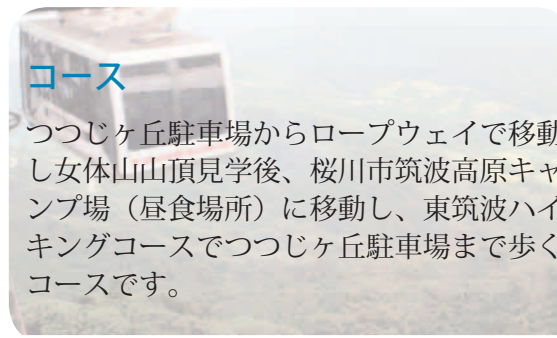 コース
つつじヶ丘駐車場からロープウェイで移動
し女体山山頂見学後、桜川市筑波高原キャ
ンプ場（昼食場所）に移動し、東筑波ハイ
キングコースでつつじヶ丘駐車場まで歩く
コースです。